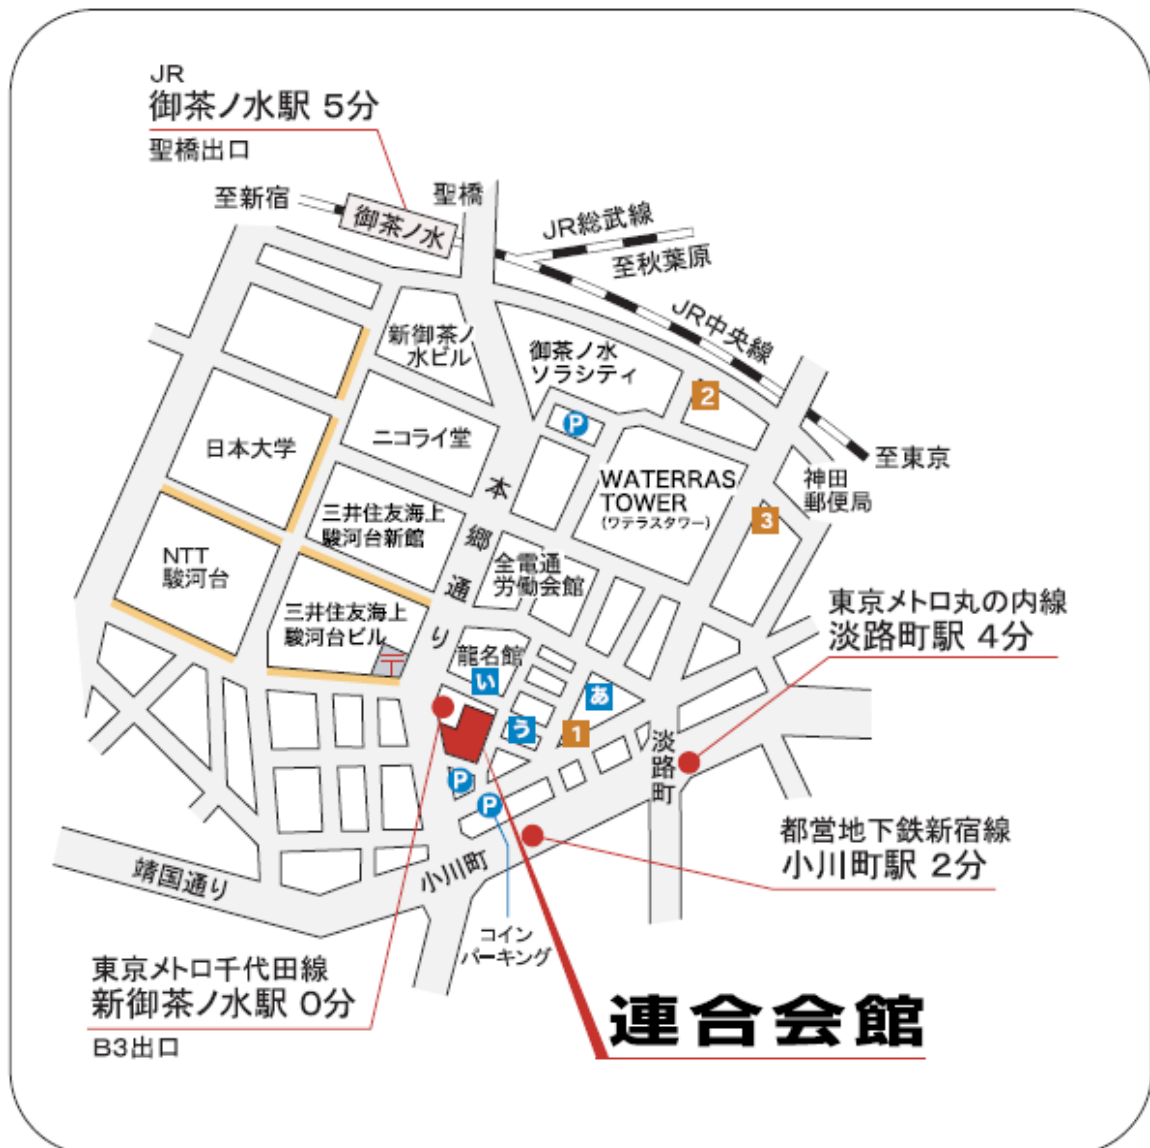 JR
御茶ノ水駅 5分
聖橋出口
至新宿
御茶ノ水
聖橋
JR総武線
至秋葉原
JR中央線
新御茶ノ
水ビル
御茶ノ水
ソラシティ
2
P
日本大学
ニコライ堂
至東京
WATERRAS
TOWER
(ワテラスタワー)
神田
郵便局
3
本郷通り
三井住友海上
駿河台新館
NTT
駿河台
全電通
労働会館
三井住友海上
駿河台ビル
〒
龍名館
い
あ
う
1
東京メトロ丸の内線
淡路町駅 4分
淡路町
P
P
都営地下鉄新宿線
小川町駅 2分
小川町
靖国通り
コイン
パーキング
東京メトロ千代田線
新御茶ノ水駅 0分
B3出口
連合会館